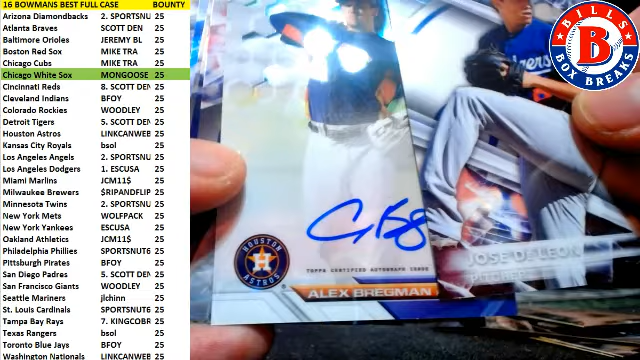 16 BOWMANS BEST FULL CASE BOUNTY
Arizona Diamondbacks 2. SPORTSNU 25
Atlanta Braves SCOTT DEN 25
Baltimore Orioles JEREMY BL 25
Boston Red Sox MIKE TRA 25
Chicago Cubs MIKE TRA 25
Chicago White Sox MONGOOSE 25
Cincinnati Reds 8. SCOTT DEN 25
Cleveland Indians BFOY 25
Colorado Rockies WOODLEY 25
Detroit Tigers 5. SCOTT DEN 25
Houston Astros LINKCANWEB 25
Kansas City Royals bsol 25
Los Angeles Angels 2. SPORTSNU 25
Los Angeles Dodgers 1. ESCUSA 25
Miami Marlins JCM11$ 25
Milwaukee Brewers $RIPANDFLIP 25
Minnesota Twins 2. SPORTSNU 25
New York Mets WOLFPACK 25
New York Yankees ESCUSA 25
Oakland Athletics JCM11$ 25
Philadelphia Phillies SPORTSNUT6 25
Pittsburgh Pirates BFOY 25
San Diego Padres 5. SCOTT DEN 25
San Francisco Giants WOODLEY 25
Seattle Mariners jlchinn 25
St. Louis Cardinals SPORTSNUT6 25
Tampa Bay Rays 7. KINGCOBR 25
Texas Rangers bsol 25
Toronto Blue Jays BFOY 25
Washington Nationals LINKCANWEB 25
BILLS
B
BOX BREAKS
HOUSTON
ASTROS
TOPPS CERTIFIED AUTOGRAPH ISSUE
ALEX BREGMAN
JOSE De LEON